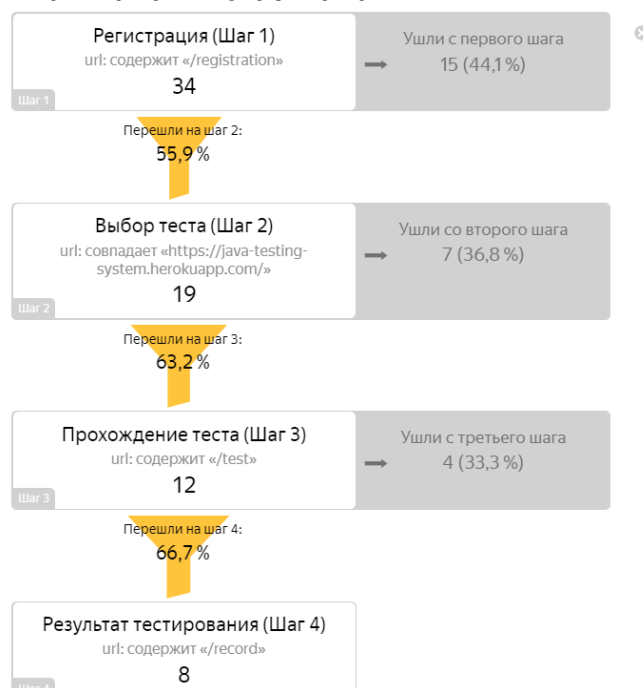 Регистрация (Шаг 1)
url: содержит «/registration»
34
Шаг 1
Ушли с первого шага
15 (44,1 %)
Перешли на шаг 2:
55,9 %
Выбор теста (Шаг 2)
url: совпадает «https://java-testing-
system.herokuapp.com/»
19
Шаг 2
Ушли со второго шага
7 (36,8 %)
Перешли на шаг 3:
63,2 %
Прохождение теста (Шаг 3)
url: содержит «/test»
12
Шаг 3
Ушли с третьего шага
4 (33,3 %)
Перешли на шаг 4:
66,7 %
Результат тестирования (Шаг 4)
url: содержит «/record»
8
Шаг 4